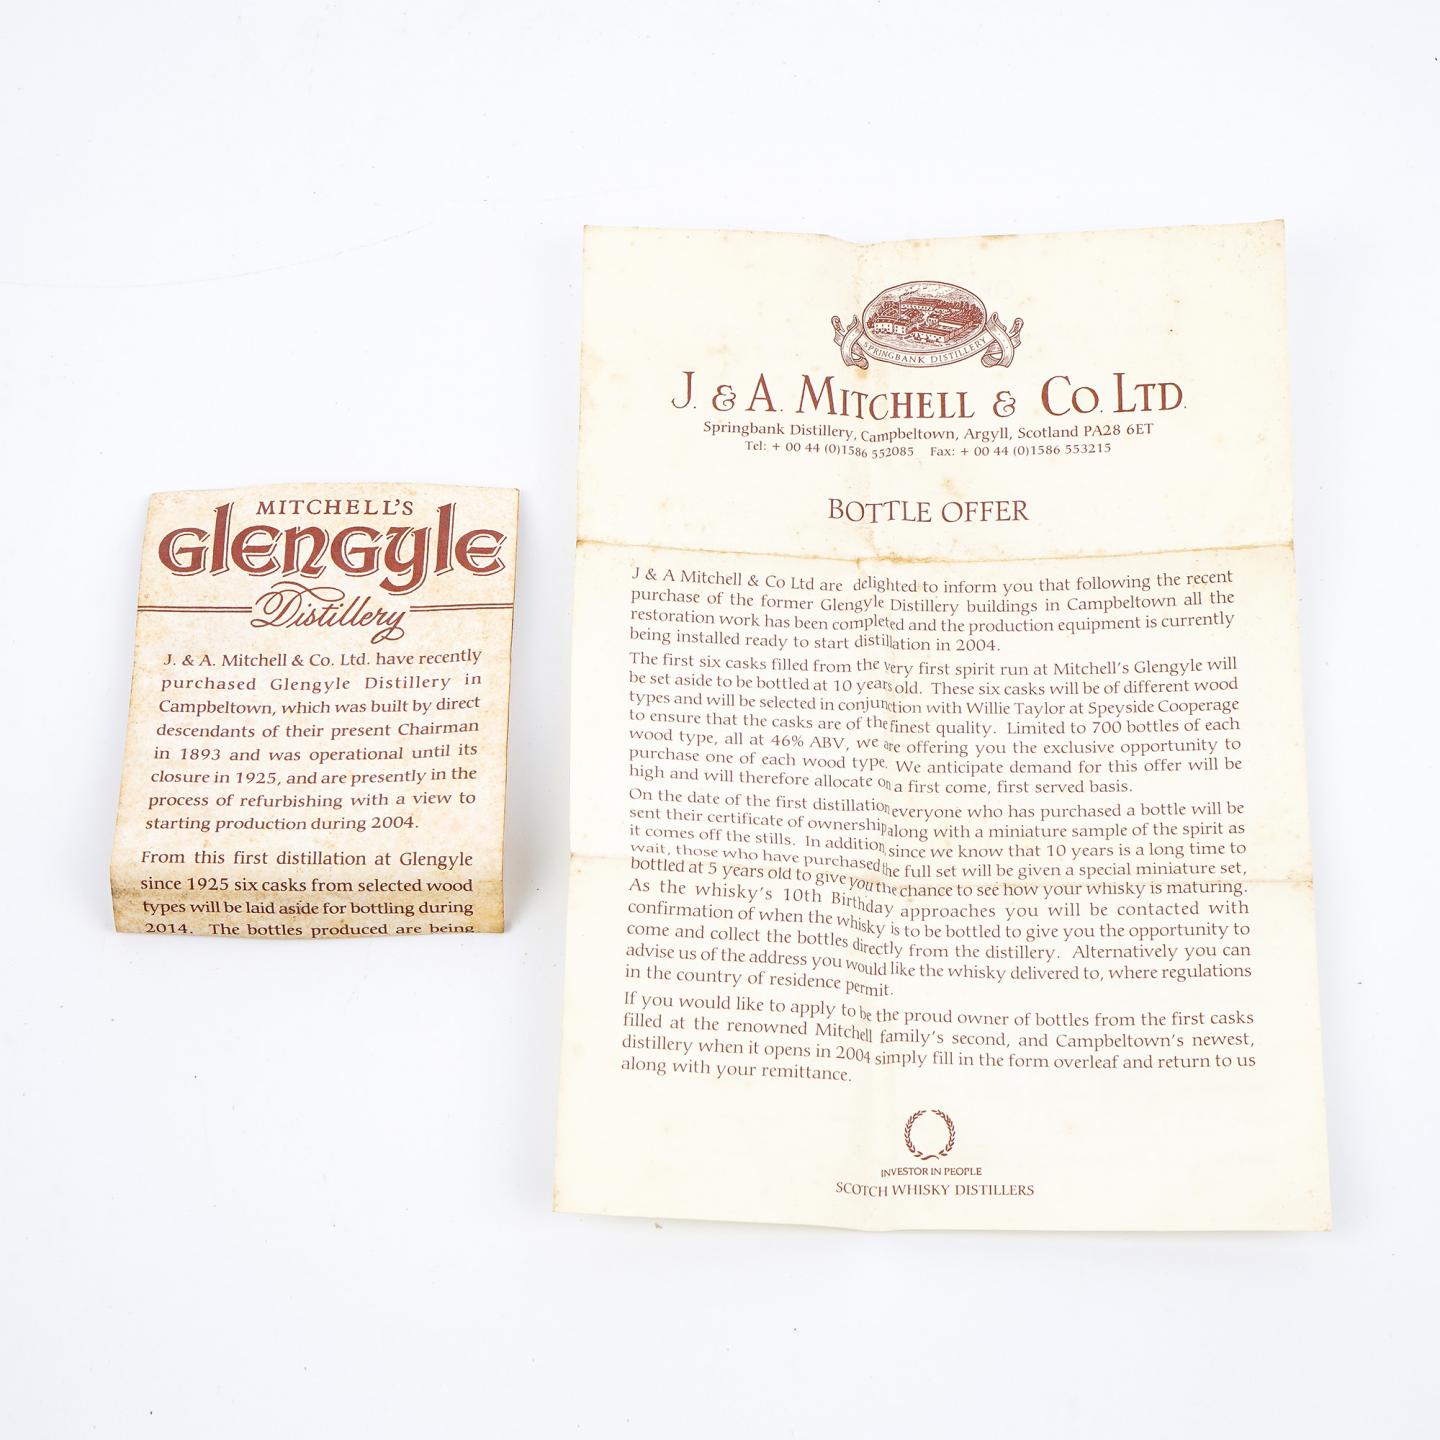 MITCHELL'S
Glengyle
Distillery
J. & A. Mitchell & Co. Ltd. have recently
purchased Glengyle Distillery in
Campbeltown, which was built by direct
descendants of their present Chairman
in 1893 and was operational until its
closure in 1925, and are presently in the
process of refurbishing with a view to
starting production during 2004.
From this first distillation at Glengyle
since 1925 six casks from selected wood
types will be laid aside for bottling during
2014. The bottles produced are being
SPRINGBANK DISTILLERY
J. & A. MITCHELL & CO. LTD.
Springbank Distillery, Campbeltown, Argyll, Scotland PA28 6ET
Tel: + 00 44 (0)1586 552085 Fax: + 00 44 (0)1586 553215
BOTTLE OFFER
J & A Mitchell & Co Ltd are delighted to inform you that following the recent
purchase of the former Glengyle Distillery buildings in Campbeltown all the
restoration work has been completed and the production equipment is currently
being installed ready to start distillation in 2004.
The first six casks filled from the very first spirit run at Mitchell's Glengyle will
be set aside to be bottled at 10 years old. These six casks will be of different wood
types and will be selected in conjunction with Willie Taylor at Speyside Cooperage
to ensure that the casks are of the finest quality. Limited to 700 bottles of each
wood type, all at 46% ABV, we are offering you the exclusive opportunity to
purchase one of each wood type. We anticipate demand for this offer will be
high and will therefore allocate on a first come, first served basis.
On the date of the first distillation everyone who has purchased a bottle will be
sent their certificate of ownership along with a miniature sample of the spirit as
it comes off the stills. In addition, since we know that 10 years is a long time to
wait, those who have purchased the full set will be given a special miniature set,
bottled at 5 years old to give you the chance to see how your whisky is maturing.
As the whisky's 10th Birthday approaches you will be contacted with
confirmation of when the whisky is to be bottled to give you the opportunity to
come and collect the bottles directly from the distillery. Alternatively you can
advise us of the address you would like the whisky delivered to, where regulations
in the country of residence permit.
If you would like to apply to be the proud owner of bottles from the first casks
filled at the renowned Mitchell family's second, and Campbeltown's newest,
distillery when it opens in 2004 simply fill in the form overleaf and return to us
along with your remittance.
INVESTOR IN PEOPLE
SCOTCH WHISKY DISTILLERS